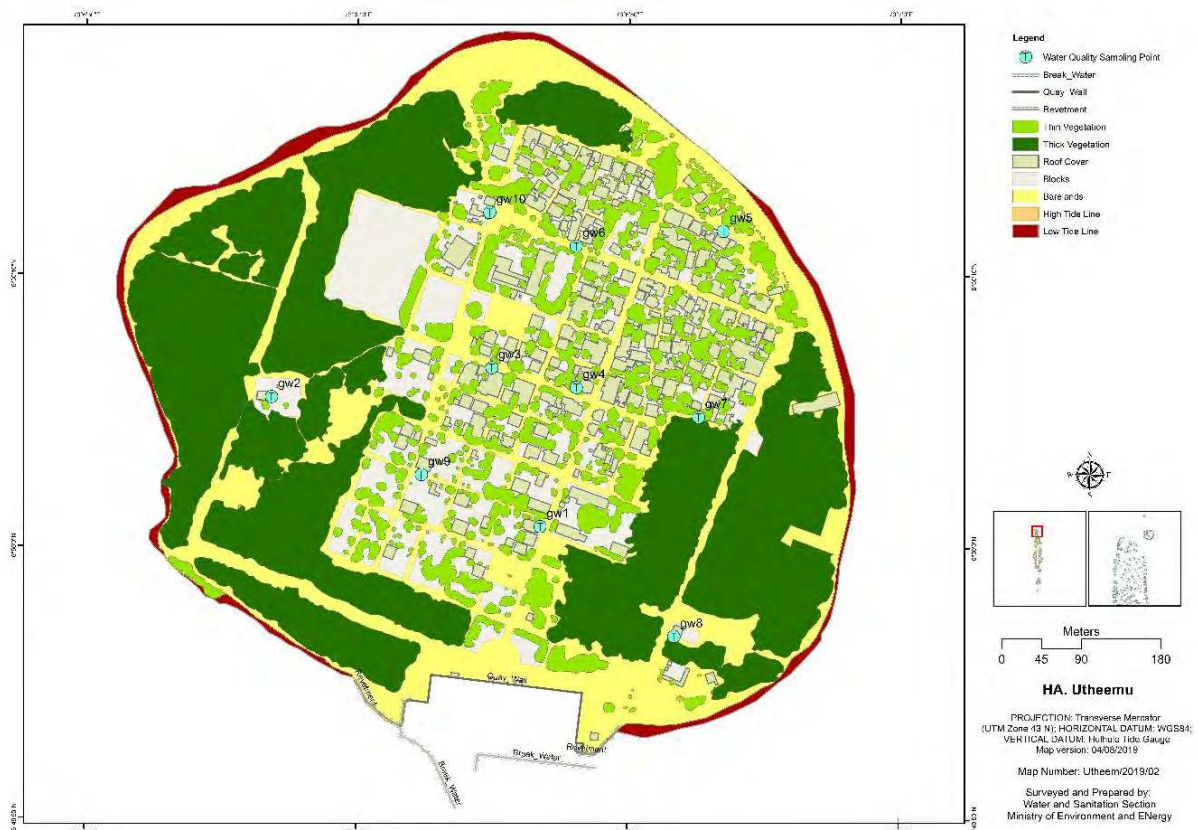 Legend
Water Quality Sampling Point
Break_Water
Quay_Wall
Revetment
Thin Vegetation
Thick Vegetation
Roof Cover
Blocks
Barelands
High Tide Line
Low Tide Line
gw10
gw6
gw5
gw3
gw4
gw2
gw7
gw9
gw1
gw8
Quay_Wall
Revetment
Revetment
Break_Water
Break_Water
N
S
Meters
0 45 90 180
HA. Utheemu
PROJECTION: Transverse Mercator
(UTM Zone 43 N); HORIZONTAL DATUM: WGS84;
VERTICAL DATUM: Hulhule Tide Gauge
Map version: 04/08/2019
Map Number: Utheem/2019/02
Surveyed and Prepared by:
Water and Sanitation Section
Ministry of Environment and ENergy